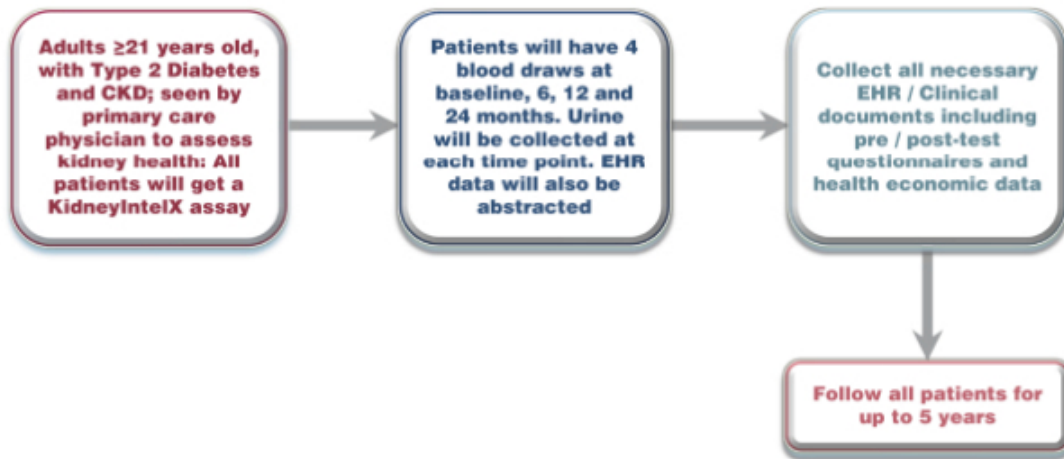 Adults ≥21 years old,
with Type 2 Diabetes
and CKD; seen by
primary care
physician to assess
kidney health: All
patients will get a
KidneyIntelX assay
Patients will have 4
blood draws at
baseline, 6, 12 and
24 months. Urine
will be collected at
each time point. EHR
data will also be
abstracted
Collect all necessary
EHR / Clinical
documents including
pre / post-test
questionnaires and
health economic data
Follow all patients for
up to 5 years